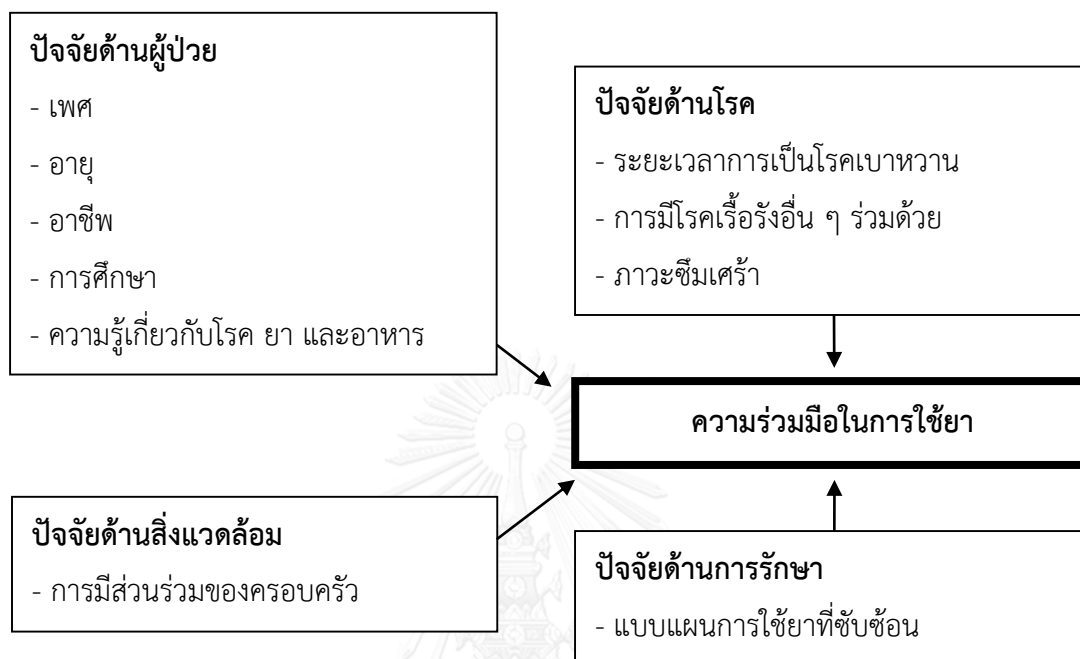 ปัจจัยด้านผู้ป่วย
- เพศ
- อายุ
- อาชีพ
- การศึกษา
- ความรู้เกี่ยวกับโรค ยา และอาหาร
ปัจจัยด้านโรค
- ระยะเวลาการเป็นโรคเบาหวาน
- การมีโรคเรื้อรังอื่น ๆ ร่วมด้วย
- ภาวะซึมเศร้า
ความร่วมมือในการใช้ยา
ปัจจัยด้านสิ่งแวดล้อม
- การมีส่วนร่วมของครอบครัว
ปัจจัยด้านการรักษา
- แบบแผนการใช้ยาที่ซับซ้อน